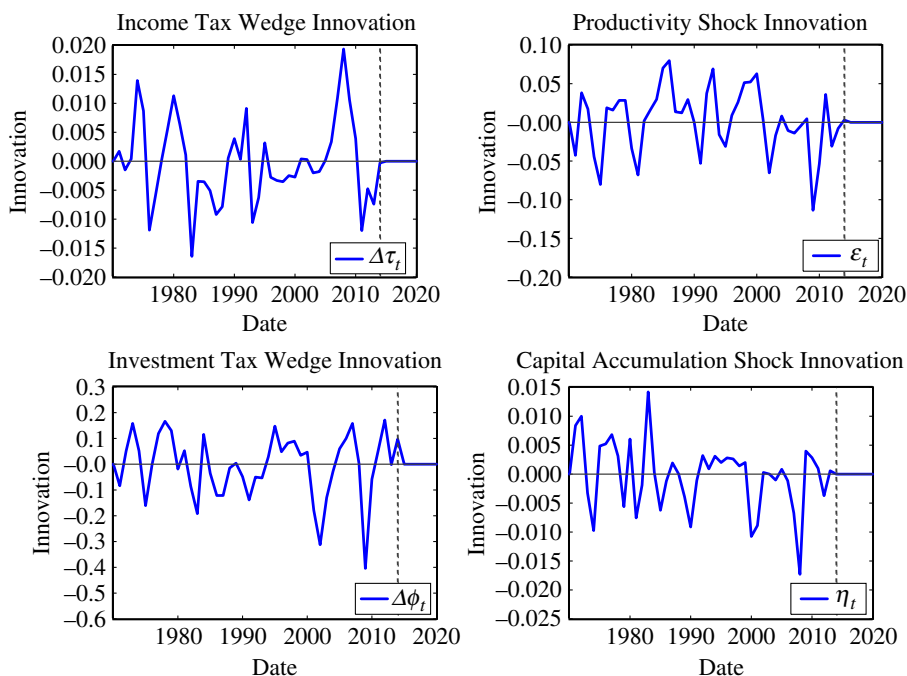 Income Tax Wedge Innovation
0.020
0.015
0.010
0.005
0.000
−0.005
−0.010
−0.015
−0.020
Innovation
Δτt
1980 1990 2000 2010 2020
Date
Productivity Shock Innovation
0.10
0.05
−0.00
−0.05
−0.10
−0.15
−0.20
Innovation
εt
1980 1990 2000 2010 2020
Date
Investment Tax Wedge Innovation
0.3
0.2
0.1
−0.0
−0.1
−0.2
−0.3
−0.4
−0.5
−0.6
Innovation
Δϕt
1980 1990 2000 2010 2020
Date
Capital Accumulation Shock Innovation
0.015
0.010
0.005
0.000
−0.005
−0.010
−0.015
−0.020
−0.025
Innovation
ηt
1980 1990 2000 2010 2020
Date